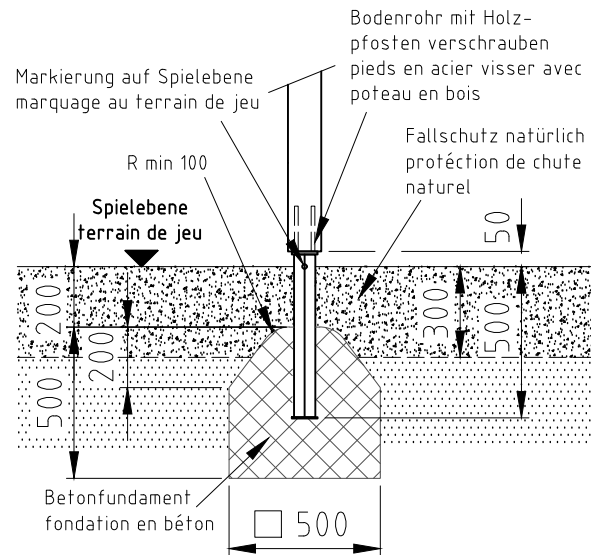 Bodenrohr mit Holz-
pfosten verschrauben
pieds en acier visser avec
poteau en bois
Markierung auf Spielebene
marquage au terrain de jeu
Fallschutz natürlich
protéction de chute
naturel
R min 100
Spielebene
terrain de jeu
50
200
300
500
200
500
Betonfundament
fondation en béton
□ 500